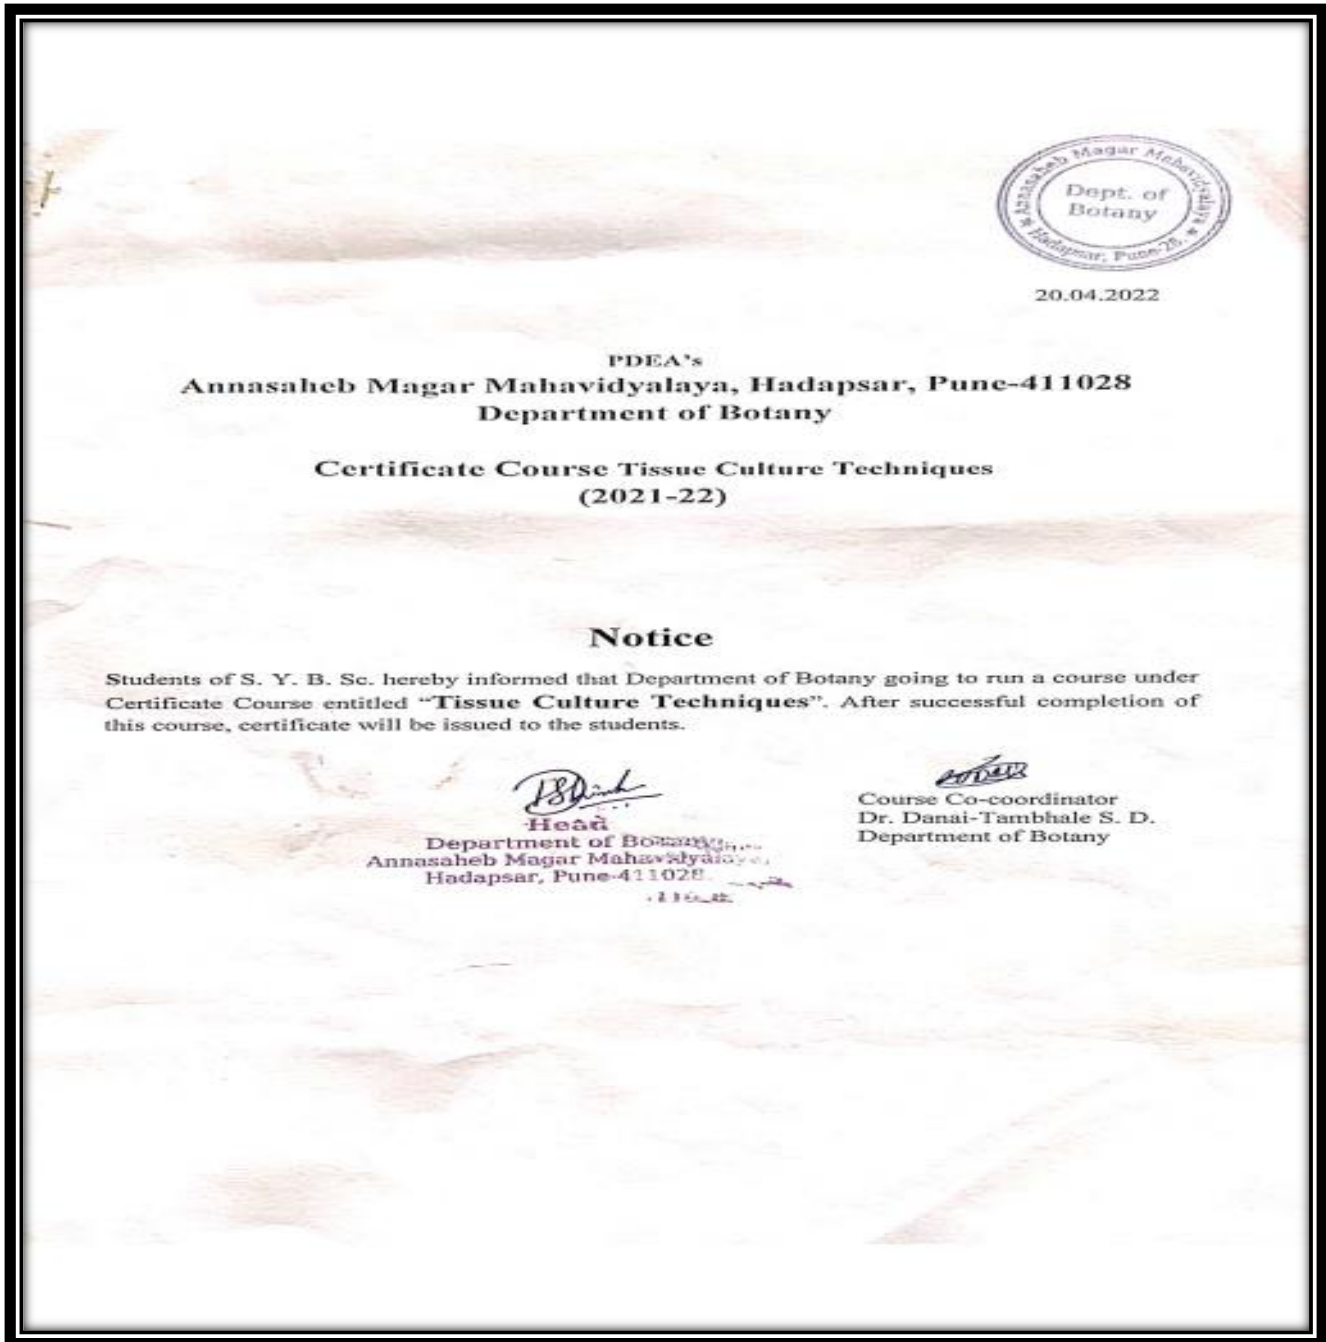 Annasaheb Magar Mahavidyalaya
Dept. of
Botany
Hadapsar, Pune-28.
20.04.2022
PDEA's
Annasaheb Magar Mahavidyalaya, Hadapsar, Pune-411028
Department of Botany
Certificate Course Tissue Culture Techniques
(2021-22)
Notice
Students of S. Y. B. Sc. hereby informed that Department of Botany going to run a course under
Certificate Course entitled “Tissue Culture Techniques”. After successful completion of
this course, certificate will be issued to the students.
Head
Department of Botany
Annasaheb Magar Mahavidyalaya,
Hadapsar, Pune-411028.
Course Co-coordinator
Dr. Danai-Tambhale S. D.
Department of Botany